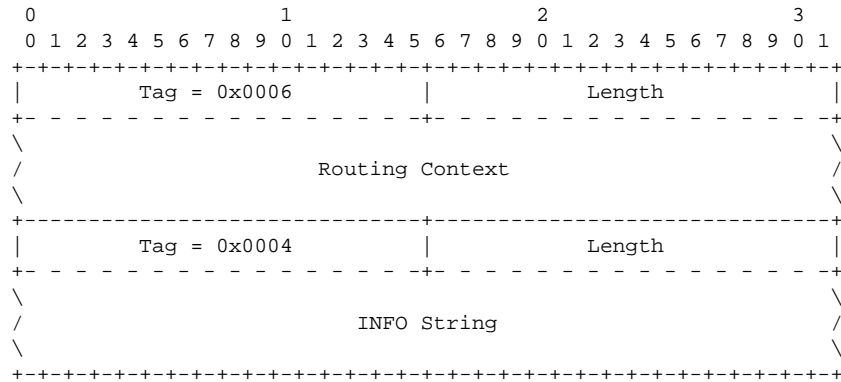 0                   1                   2                   3
 0 1 2 3 4 5 6 7 8 9 0 1 2 3 4 5 6 7 8 9 0 1 2 3 4 5 6 7 8 9 0 1
+-+-+-+-+-+-+-+-+-+-+-+-+-+-+-+-+-+-+-+-+-+-+-+-+-+-+-+-+-+-+-+-+
|         Tag = 0x0006          |            Length             |
+- - - - - - - - - - - - - - - -+- - - - - - - - - - - - - - - -+
\                                                               \
/                       Routing Context                         /
\                                                               \
+-------------------------------+-------------------------------+
|         Tag = 0x0004          |            Length             |
+- - - - - - - - - - - - - - - -+- - - - - - - - - - - - - - - -+
\                                                               \
/                          INFO String                          /
\                                                               \
+-+-+-+-+-+-+-+-+-+-+-+-+-+-+-+-+-+-+-+-+-+-+-+-+-+-+-+-+-+-+-+-+